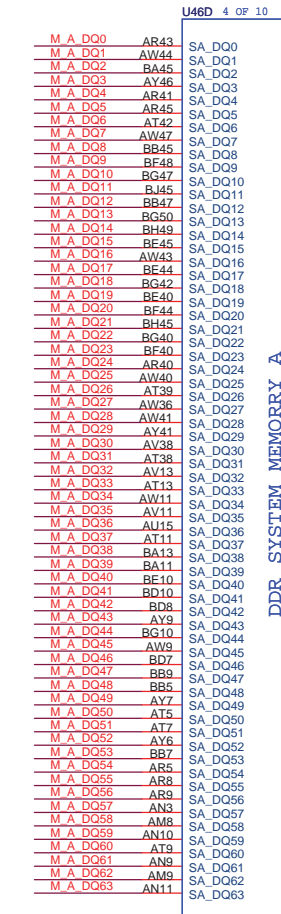 U46D 4 OF 10
M_A_DQ0 AR43 SA_DQ0
M_A_DQ1 AW44 SA_DQ1
M_A_DQ2 BA45 SA_DQ2
M_A_DQ3 AY46 SA_DQ3
M_A_DQ4 AR41 SA_DQ4
M_A_DQ5 AR45 SA_DQ5
M_A_DQ6 AT42 SA_DQ6
M_A_DQ7 AW47 SA_DQ7
M_A_DQ8 BB45 SA_DQ8
M_A_DQ9 BF48 SA_DQ9
M_A_DQ10 BG47 SA_DQ10
M_A_DQ11 BJ45 SA_DQ11
M_A_DQ12 BB47 SA_DQ12
M_A_DQ13 BG50 SA_DQ13
M_A_DQ14 BH49 SA_DQ14
M_A_DQ15 BE45 SA_DQ15
M_A_DQ16 AW43 SA_DQ16
M_A_DQ17 BE44 SA_DQ17
M_A_DQ18 BG42 SA_DQ18
M_A_DQ19 BE40 SA_DQ19
M_A_DQ20 BF44 SA_DQ20
M_A_DQ21 BH45 SA_DQ21
M_A_DQ22 BG40 SA_DQ22
M_A_DQ23 BF40 SA_DQ23
M_A_DQ24 AR40 SA_DQ24
M_A_DQ25 AW40 SA_DQ25
M_A_DQ26 AT39 SA_DQ26
M_A_DQ27 AW36 SA_DQ27
M_A_DQ28 AW41 SA_DQ28
M_A_DQ29 AY41 SA_DQ29
M_A_DQ30 AV38 SA_DQ30
M_A_DQ31 AT38 SA_DQ31
M_A_DQ32 AV13 SA_DQ32
M_A_DQ33 AT13 SA_DQ33
M_A_DQ34 AW11 SA_DQ34
M_A_DQ35 AV11 SA_DQ35
M_A_DQ36 AU15 SA_DQ36
M_A_DQ37 AT11 SA_DQ37
M_A_DQ38 BA13 SA_DQ38
M_A_DQ39 BA11 SA_DQ39
M_A_DQ40 BE10 SA_DQ40
M_A_DQ41 BD10 SA_DQ41
M_A_DQ42 BD8 SA_DQ42
M_A_DQ43 AY9 SA_DQ43
M_A_DQ44 BG10 SA_DQ44
M_A_DQ45 AW9 SA_DQ45
M_A_DQ46 BD7 SA_DQ46
M_A_DQ47 BB9 SA_DQ47
M_A_DQ48 BB5 SA_DQ48
M_A_DQ49 AY7 SA_DQ49
M_A_DQ50 AT5 SA_DQ50
M_A_DQ51 AT7 SA_DQ51
M_A_DQ52 AY6 SA_DQ52
M_A_DQ53 BB7 SA_DQ53
M_A_DQ54 AR5 SA_DQ54
M_A_DQ55 AR8 SA_DQ55
M_A_DQ56 AR9 SA_DQ56
M_A_DQ57 AN3 SA_DQ57
M_A_DQ58 AM8 SA_DQ58
M_A_DQ59 AN10 SA_DQ59
M_A_DQ60 AT9 SA_DQ60
M_A_DQ61 AN9 SA_DQ61
M_A_DQ62 AM9 SA_DQ62
M_A_DQ63 AN11 SA_DQ63
DDR SYSTEM MEMORRY A